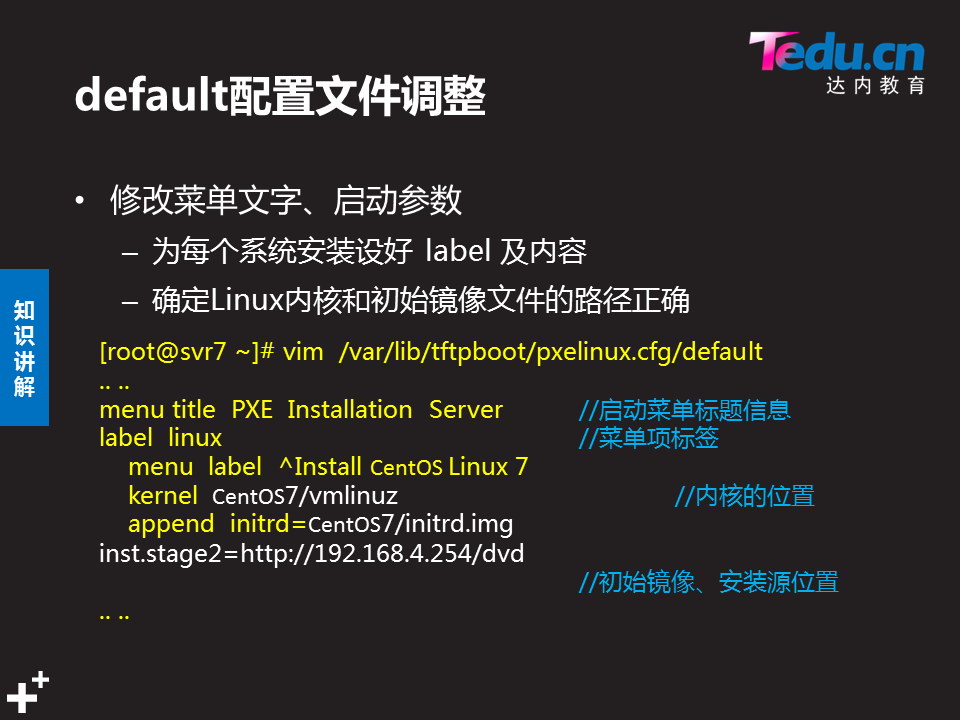 Tedu.cn
达内教育
default配置文件调整
• 修改菜单文字、启动参数
– 为每个系统安装设好 label 及内容
– 确定Linux内核和初始镜像文件的路径正确
知识讲解
[root@svr7 ~]# vim /var/lib/tftpboot/pxelinux.cfg/default
.. ..
menu title PXE Installation Server //启动菜单标题信息
label linux //菜单项标签
menu label ^Install CentOS Linux 7
kernel CentOS7/vmlinuz //内核的位置
append initrd=CentOS7/initrd.img
inst.stage2=http://192.168.4.254/dvd
//初始镜像、安装源位置
.. ..